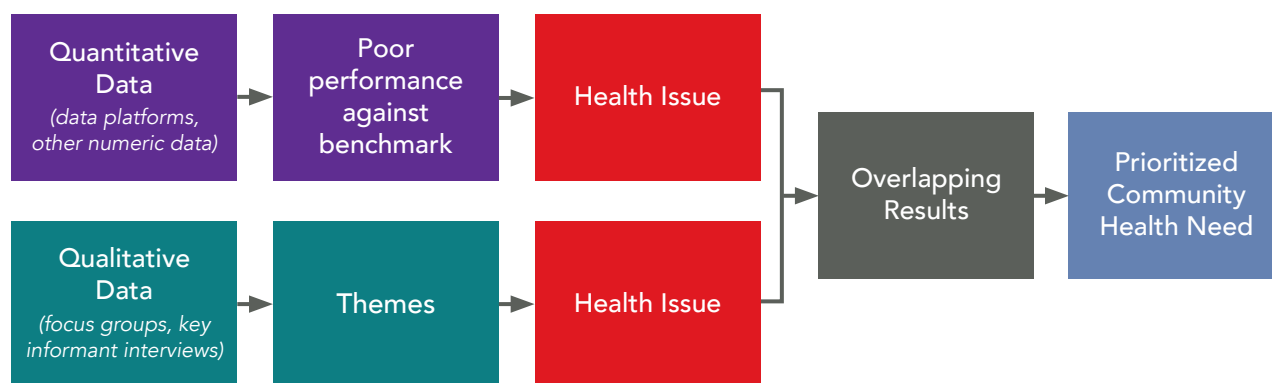 Quantitative
Data
(data platforms,
other numeric data)
Poor
performance
against
benchmark
Health Issue
Qualitative
Data
(focus groups, key
informant interviews)
Themes
Health Issue
Overlapping
Results
Prioritized
Community
Health Need